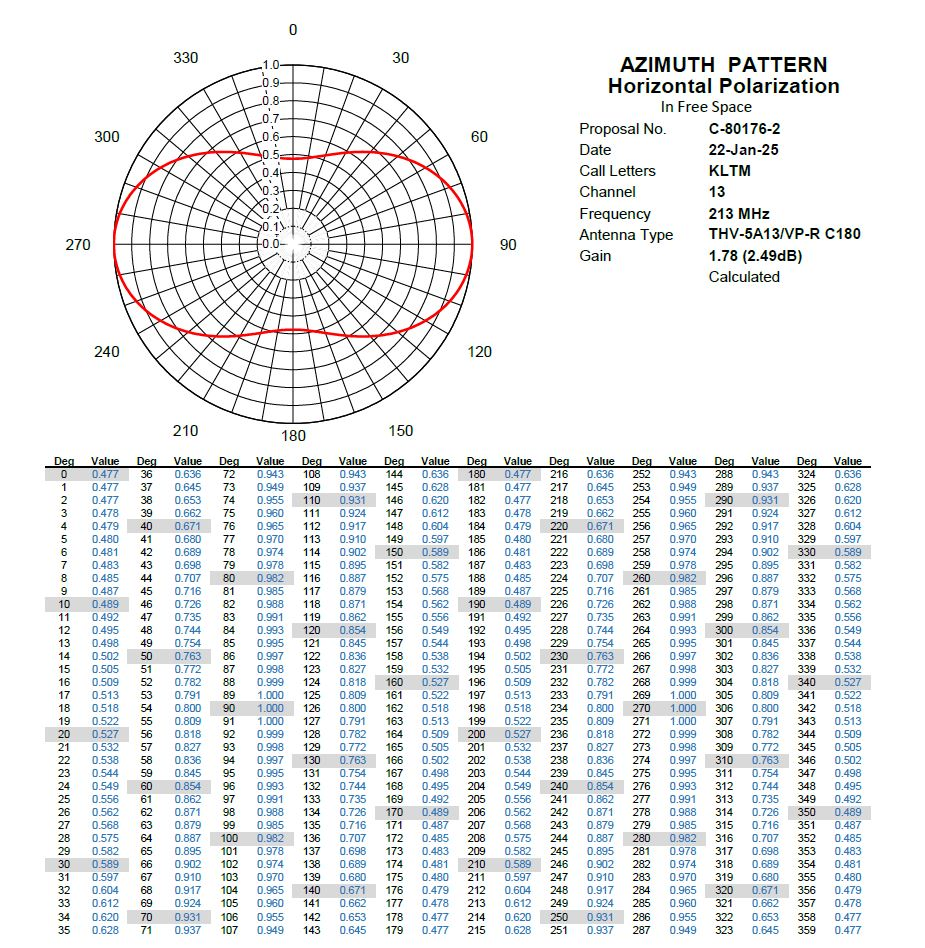 0
330 30
AZIMUTH PATTERN
Horizontal Polarization
In Free Space
1.0
0.9
0.8
0.7
0.6
0.5
0.4
0.3
0.2
0.1
0.0
300 60
270 90
240 120
210 150
180
Proposal No. C-80176-2
Date 22-Jan-25
Call Letters KLTM
Channel 13
Frequency 213 MHz
Antenna Type THV-5A13/VP-R C180
Gain 1.78 (2.49dB)
Calculated
Deg Value Deg Value Deg Value Deg Value Deg Value Deg Value Deg Value Deg Value Deg Value Deg Value
0 0.477 36 0.636 72 0.943 108 0.943 144 0.636 180 0.477 216 0.636 252 0.943 288 0.943 324 0.636
1 0.477 37 0.645 73 0.949 109 0.937 145 0.628 181 0.477 217 0.645 253 0.949 289 0.937 325 0.628
2 0.477 38 0.653 74 0.955 110 0.931 146 0.620 182 0.477 218 0.653 254 0.955 290 0.931 326 0.620
3 0.478 39 0.662 75 0.960 111 0.924 147 0.612 183 0.478 219 0.662 255 0.960 291 0.924 327 0.612
4 0.479 40 0.671 76 0.965 112 0.917 148 0.604 184 0.479 220 0.671 256 0.965 292 0.917 328 0.604
5 0.480 41 0.680 77 0.970 113 0.910 149 0.597 185 0.480 221 0.680 257 0.970 293 0.910 329 0.597
6 0.481 42 0.689 78 0.974 114 0.902 150 0.589 186 0.481 222 0.689 258 0.974 294 0.902 330 0.589
7 0.483 43 0.698 79 0.978 115 0.895 151 0.582 187 0.483 223 0.698 259 0.978 295 0.895 331 0.582
8 0.485 44 0.707 80 0.982 116 0.887 152 0.575 188 0.485 224 0.707 260 0.982 296 0.887 332 0.575
9 0.487 45 0.716 81 0.985 117 0.879 153 0.568 189 0.487 225 0.716 261 0.985 297 0.879 333 0.568
10 0.489 46 0.726 82 0.988 118 0.871 154 0.562 190 0.489 226 0.726 262 0.988 298 0.871 334 0.562
11 0.492 47 0.735 83 0.991 119 0.862 155 0.556 191 0.492 227 0.735 263 0.991 299 0.862 335 0.556
12 0.495 48 0.744 84 0.993 120 0.854 156 0.549 192 0.495 228 0.744 264 0.993 300 0.854 336 0.549
13 0.498 49 0.754 85 0.995 121 0.845 157 0.544 193 0.498 229 0.754 265 0.995 301 0.845 337 0.544
14 0.502 50 0.763 86 0.997 122 0.836 158 0.538 194 0.502 230 0.763 266 0.997 302 0.836 338 0.538
15 0.505 51 0.772 87 0.998 123 0.827 159 0.532 195 0.505 231 0.772 267 0.998 303 0.827 339 0.532
16 0.509 52 0.782 88 0.999 124 0.818 160 0.527 196 0.509 232 0.782 268 0.999 304 0.818 340 0.527
17 0.513 53 0.791 89 1.000 125 0.809 161 0.522 197 0.513 233 0.791 269 1.000 305 0.809 341 0.522
18 0.518 54 0.800 90 1.000 126 0.800 162 0.518 198 0.518 234 0.800 270 1.000 306 0.800 342 0.518
19 0.522 55 0.809 91 1.000 127 0.791 163 0.513 199 0.522 235 0.809 271 1.000 307 0.791 343 0.513
20 0.527 56 0.818 92 0.999 128 0.782 164 0.509 200 0.527 236 0.818 272 0.999 308 0.782 344 0.509
21 0.532 57 0.827 93 0.998 129 0.772 165 0.505 201 0.532 237 0.827 273 0.998 309 0.772 345 0.505
22 0.538 58 0.836 94 0.997 130 0.763 166 0.502 202 0.538 238 0.836 274 0.997 310 0.763 346 0.502
23 0.544 59 0.845 95 0.995 131 0.754 167 0.498 203 0.544 239 0.845 275 0.995 311 0.754 347 0.498
24 0.549 60 0.854 96 0.993 132 0.744 168 0.495 204 0.549 240 0.854 276 0.993 312 0.744 348 0.495
25 0.556 61 0.862 97 0.991 133 0.735 169 0.492 205 0.556 241 0.862 277 0.991 313 0.735 349 0.492
26 0.562 62 0.871 98 0.988 134 0.726 170 0.489 206 0.562 242 0.871 278 0.988 314 0.726 350 0.489
27 0.568 63 0.879 99 0.985 135 0.716 171 0.487 207 0.568 243 0.879 279 0.985 315 0.716 351 0.487
28 0.575 64 0.887 100 0.982 136 0.707 172 0.485 208 0.575 244 0.887 280 0.982 316 0.707 352 0.485
29 0.582 65 0.895 101 0.978 137 0.698 173 0.483 209 0.582 245 0.895 281 0.978 317 0.698 353 0.483
30 0.589 66 0.902 102 0.974 138 0.689 174 0.481 210 0.589 246 0.902 282 0.974 318 0.689 354 0.481
31 0.597 67 0.910 103 0.970 139 0.680 175 0.480 211 0.597 247 0.910 283 0.970 319 0.680 355 0.480
32 0.604 68 0.917 104 0.965 140 0.671 176 0.479 212 0.604 248 0.917 284 0.965 320 0.671 356 0.479
33 0.612 69 0.924 105 0.960 141 0.662 177 0.478 213 0.612 249 0.924 285 0.960 321 0.662 357 0.478
34 0.620 70 0.931 106 0.955 142 0.653 178 0.477 214 0.620 250 0.931 286 0.955 322 0.653 358 0.477
35 0.628 71 0.937 107 0.949 143 0.645 179 0.477 215 0.628 251 0.937 287 0.949 323 0.645 359 0.477